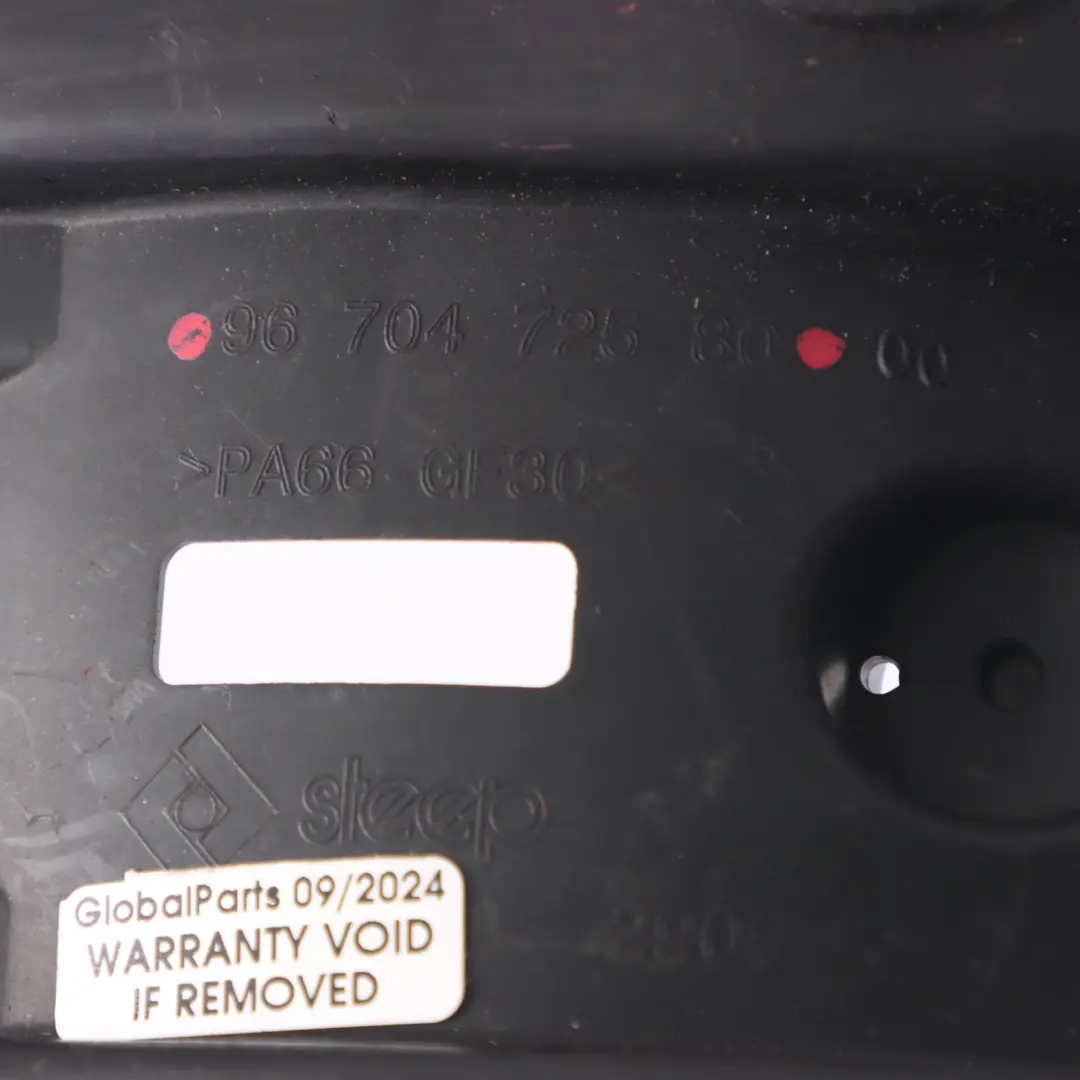 96 704 725 80 00
>PA66 GF30<
steep
GlobalParts 09/2024
WARRANTY VOID
IF REMOVED